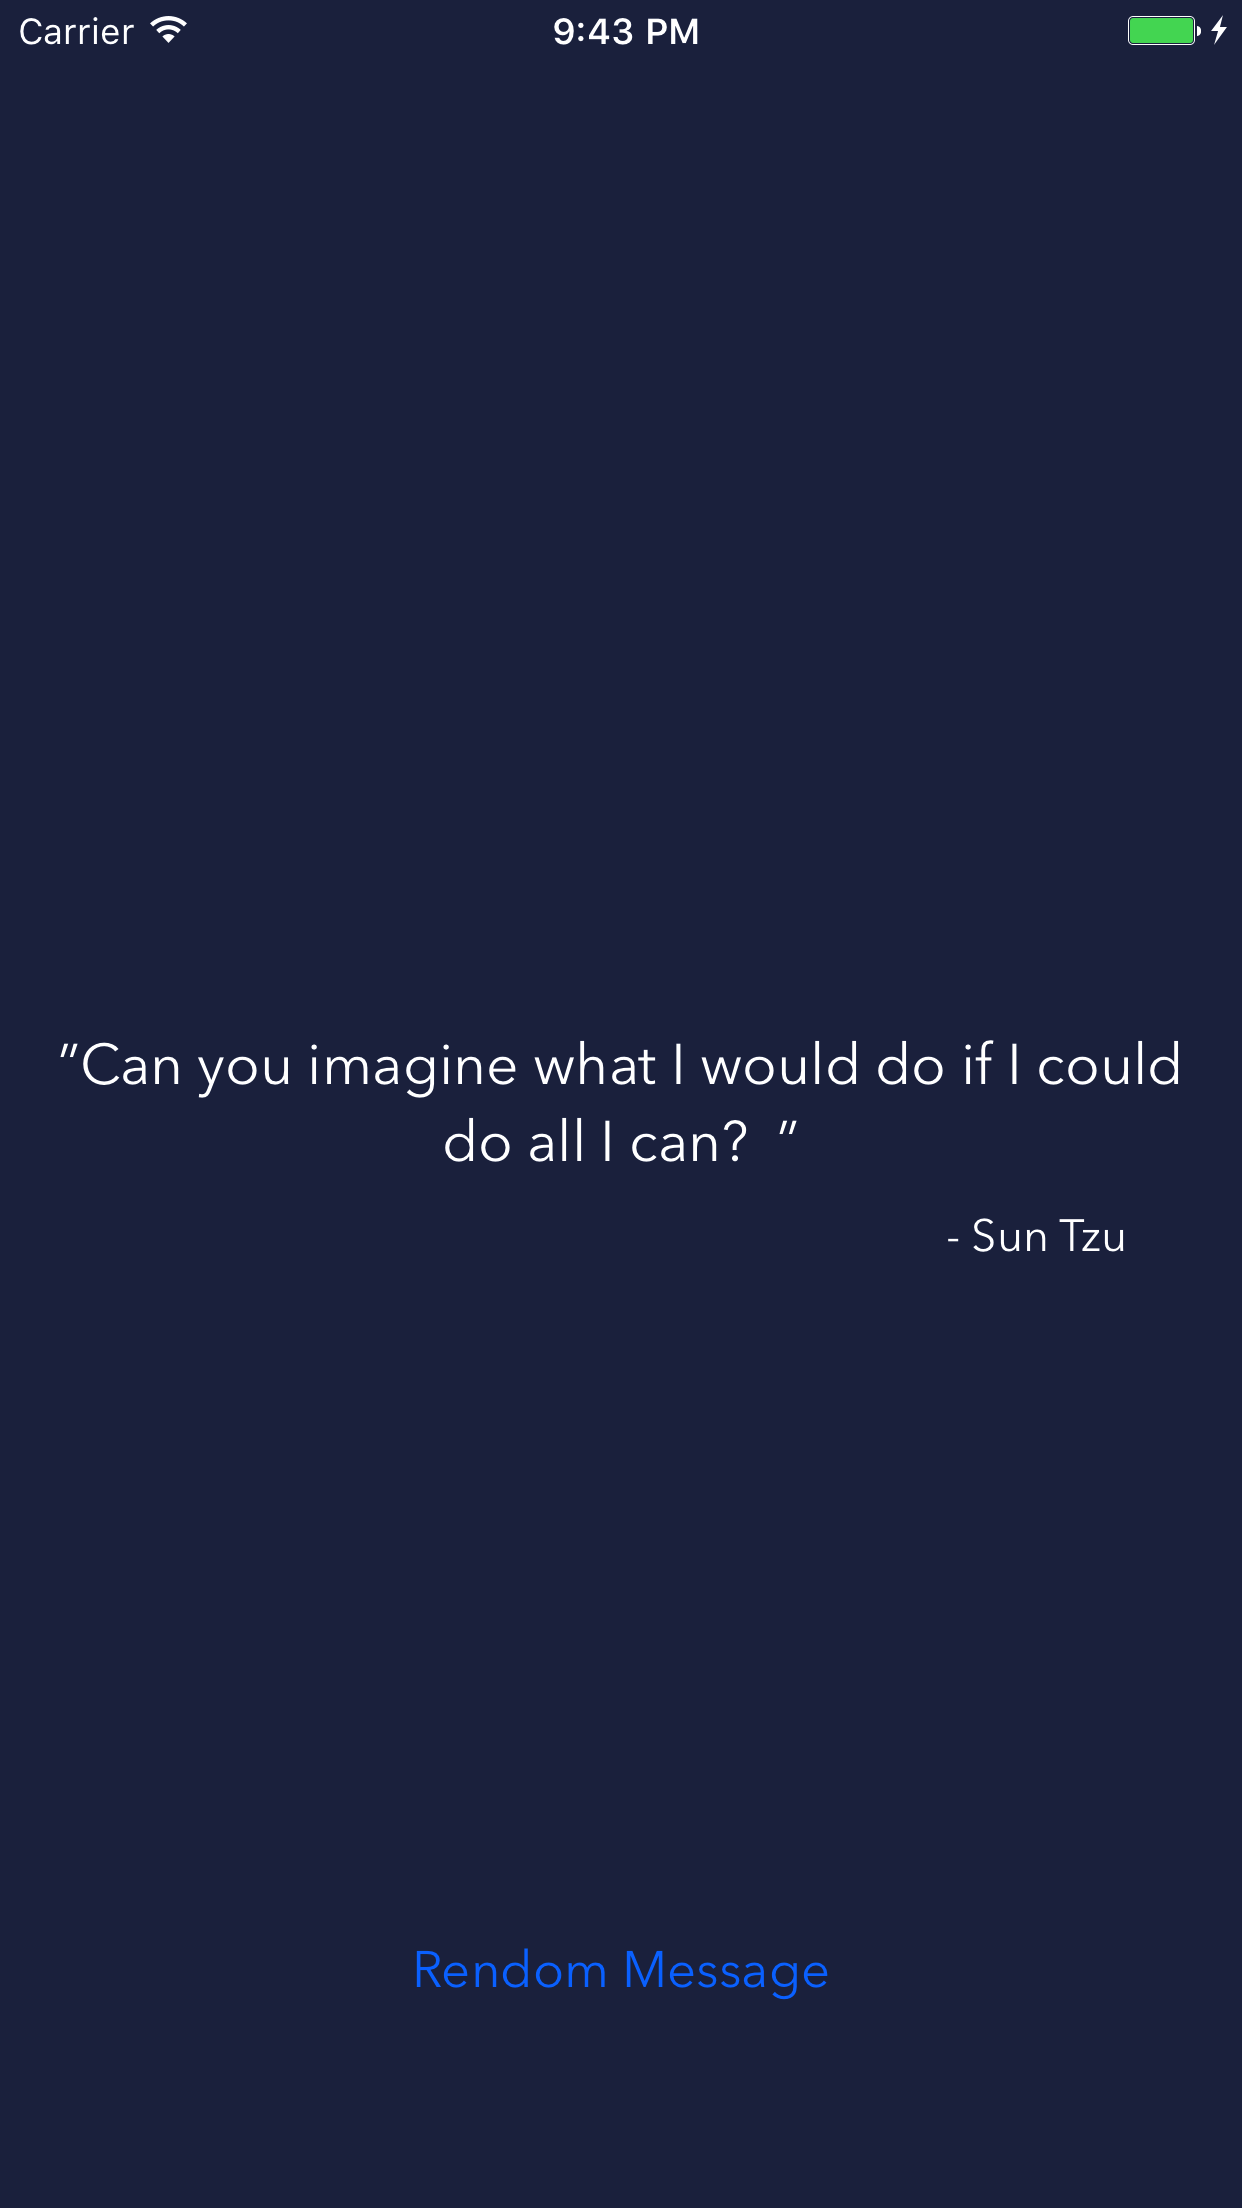 Carrier 9:43 PM
"Can you imagine what I would do if I could
do all I can?  "
- Sun Tzu
Rendom Message